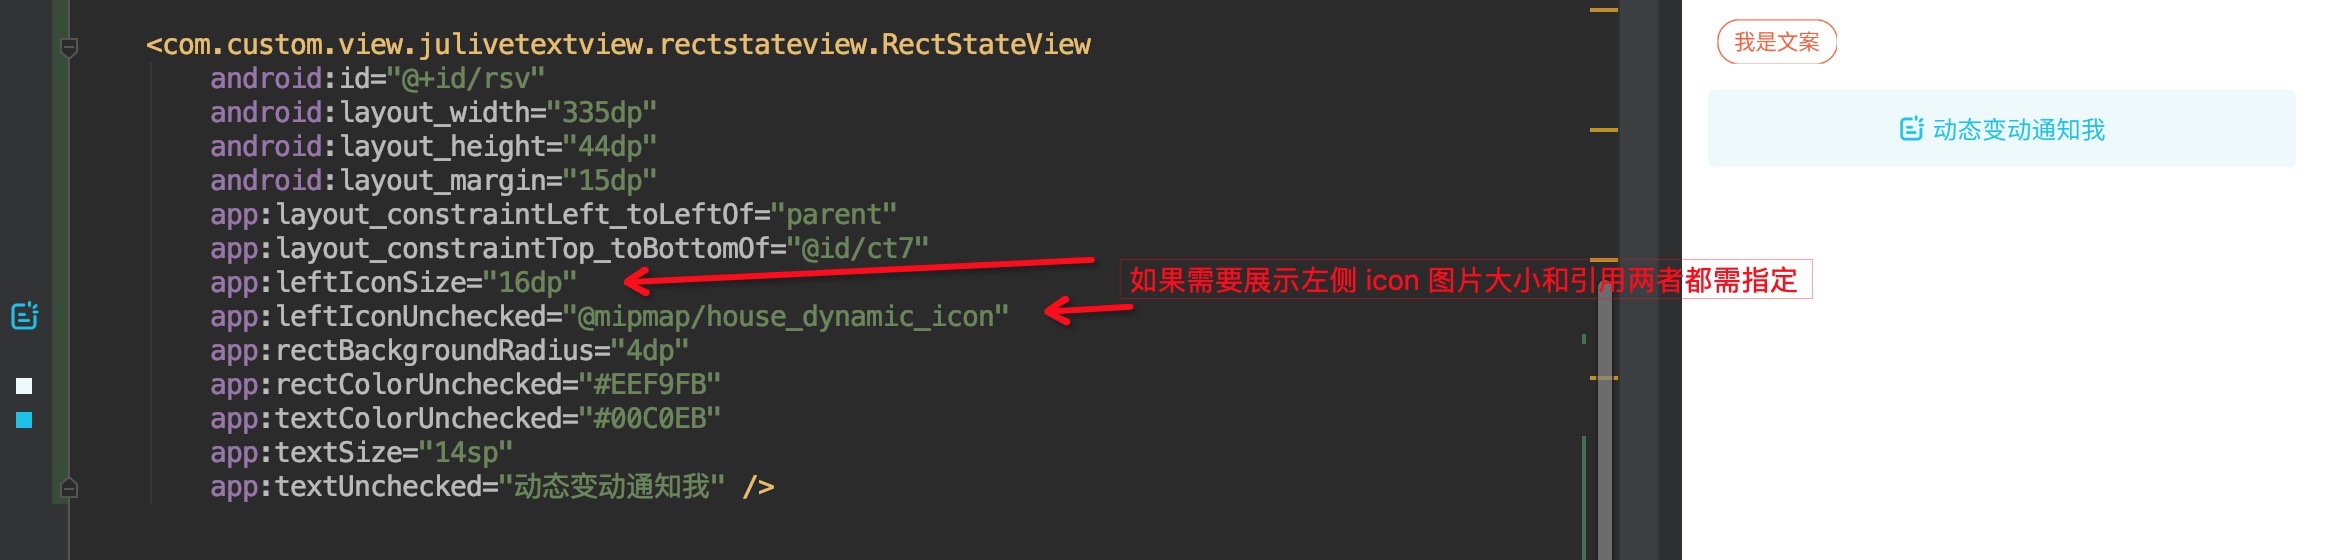 <com.custom.view.julivetextview.rectstateview.RectStateView
android:id="@+id/rsv"
android:layout_width="335dp"
android:layout_height="44dp"
android:layout_margin="15dp"
app:layout_constraintLeft_toLeftOf="parent"
app:layout_constraintTop_toBottomOf="@id/ct7"
app:leftIconSize="16dp"
app:leftIconUnchecked="@mipmap/house_dynamic_icon"
app:rectBackgroundRadius="4dp"
app:rectColorUnchecked="#EEF9FB"
app:textColorUnchecked="#00C0EB"
app:textSize="14sp"
app:textUnchecked="动态变动通知我" />
如果需要展示左侧 icon 图片大小和引用两者都需指定
我是文案
动态变动通知我